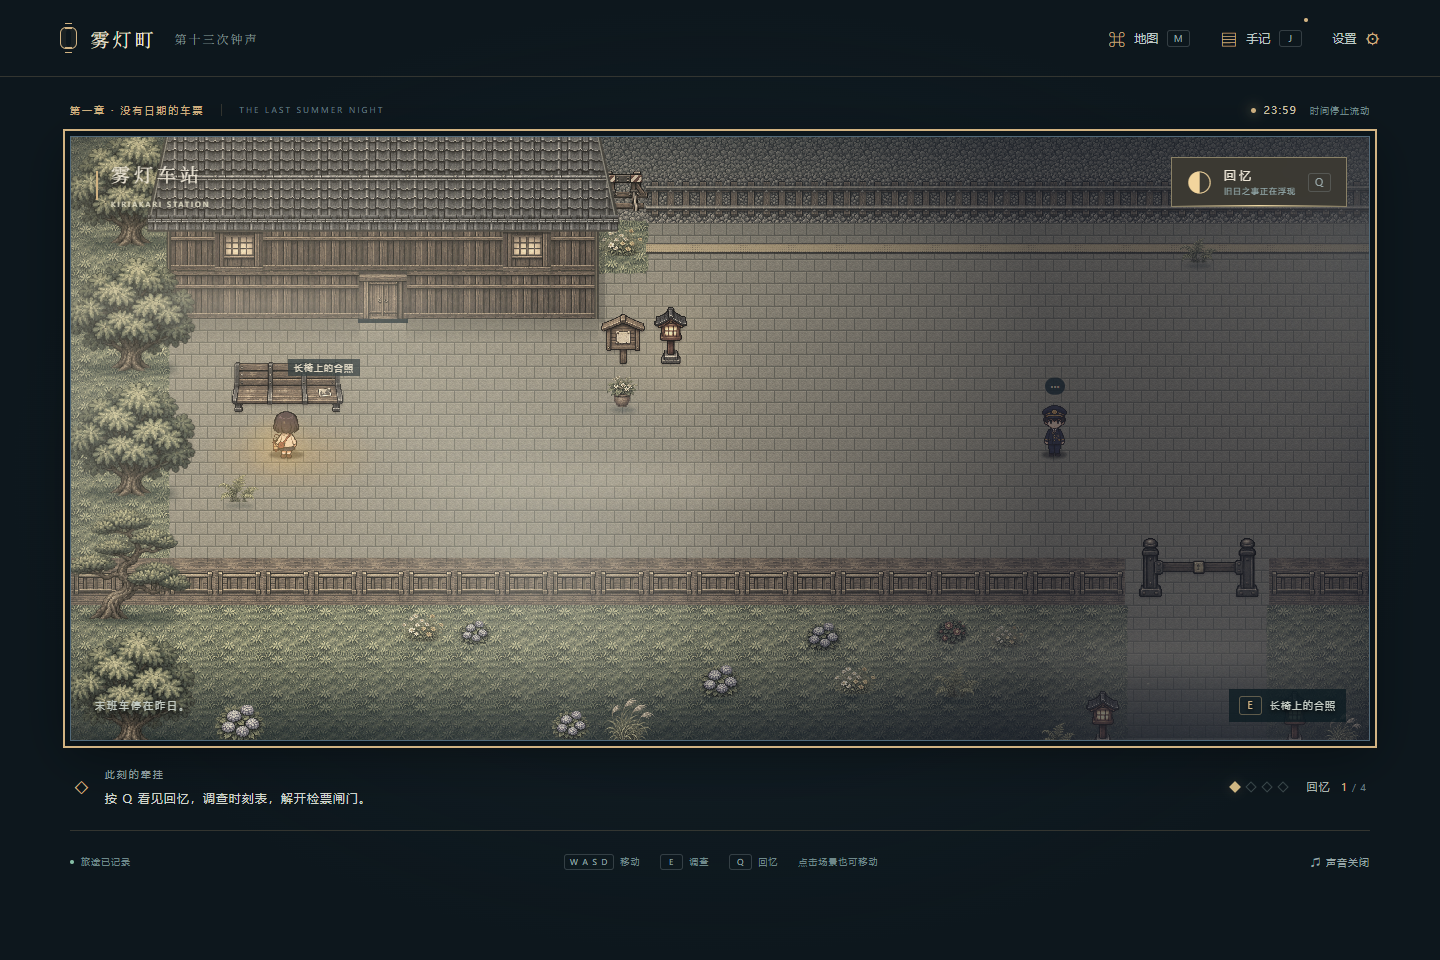 雾灯町 第十三次钟声
地图 M 手记 J 设置
第一章 · 没有日期的车票 THE LAST SUMMER NIGHT
23:59 时间停止流动
雾灯车站
KIRIAKARI STATION
回忆 Q
旧日之事正在浮现
长椅上的合照
...
末班车停在昨日。
E 长椅上的合照
此刻的牵挂
按 Q 看见回忆，调查时刻表，解开检票闸门。
回忆 1 / 4
旅途已记录
WASD 移动 E 调查 Q 回忆 点击场景也可移动
声音关闭